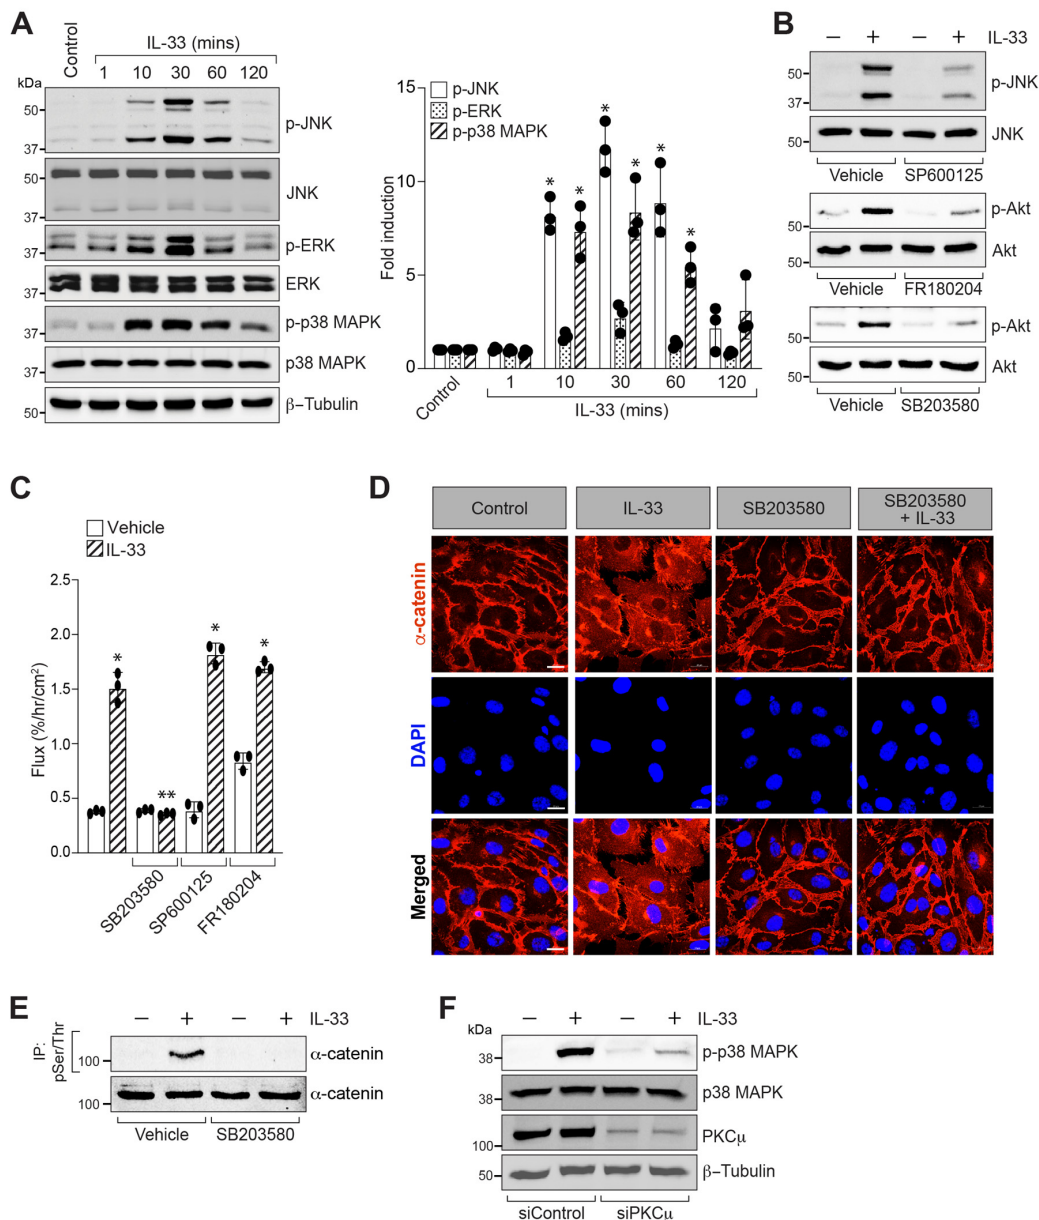 A
Control
IL-33 (mins)
1 10 30 60 120
kDa
50
37
p-JNK
50
37
JNK
37
p-ERK
ERK
37
p-p38 MAPK
37
p38 MAPK
50
β–Tubulin
p-JNK
p-ERK
p-p38 MAPK
Fold induction
15
10
5
0
* * * * * *
Control
1 10 30 60 120
IL-33 (mins)
B
– + – + IL-33
50
37
p-JNK
50
JNK
Vehicle SP600125
50
p-Akt
50
Akt
Vehicle FR180204
50
p-Akt
50
Akt
Vehicle SB203580
C
Vehicle
IL-33
Flux (%/hr/cm2)
2.5
2.0
1.5
1.0
0.5
0.0
* ** * *
SB203580
SP600125
FR180204
D
Control IL-33 SB203580 SB203580
+ IL-33
α-catenin
DAPI
Merged
E
– + – + IL-33
IP:
pSer/Thr
100
α-catenin
100
α-catenin
Vehicle SB203580
F
– + – + IL-33
kDa
38
p-p38 MAPK
38
p38 MAPK
100
PKCμ
50
β–Tubulin
siControl siPKCμ